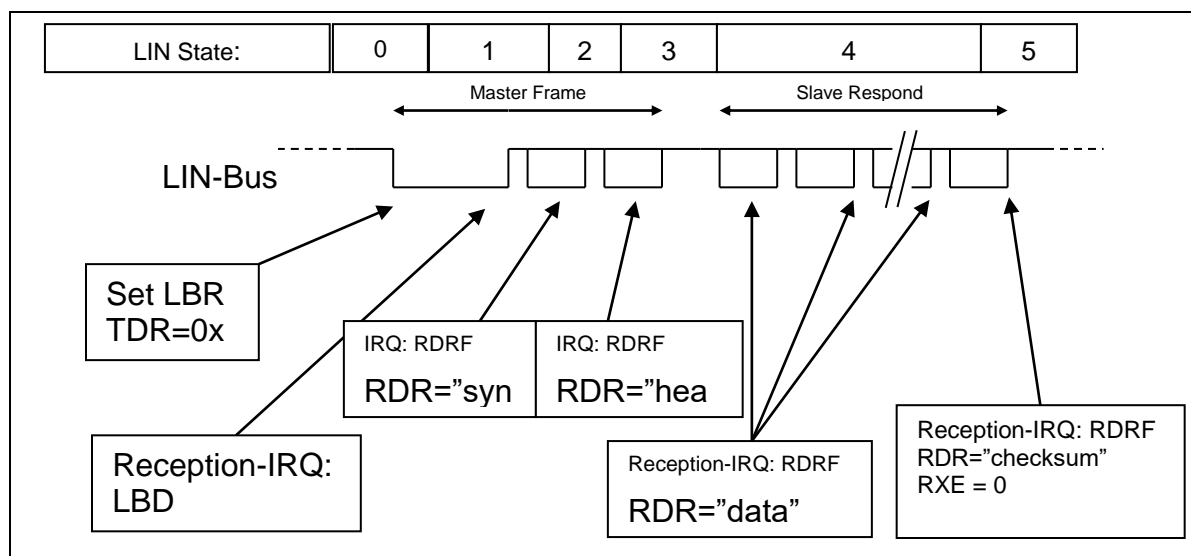 LIN State: 0 1 2 3 4 5
Master Frame Slave Respond
LIN-Bus
Set LBR
TDR=0x
IRQ: RDRF
RDR=”syn
IRQ: RDRF
RDR=”hea
Reception-IRQ:
LBD
Reception-IRQ: RDRF
RDR=”data”
Reception-IRQ: RDRF
RDR=”checksum”
RXE = 0